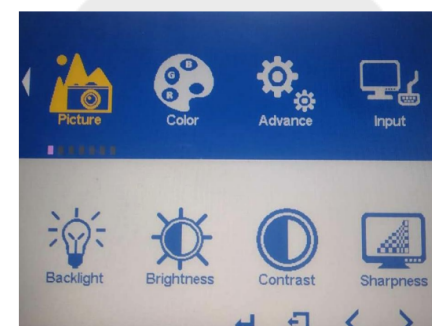 Picture
Color
Advance
Input
B
G
R
Backlight
Brightness
Contrast
Sharpness